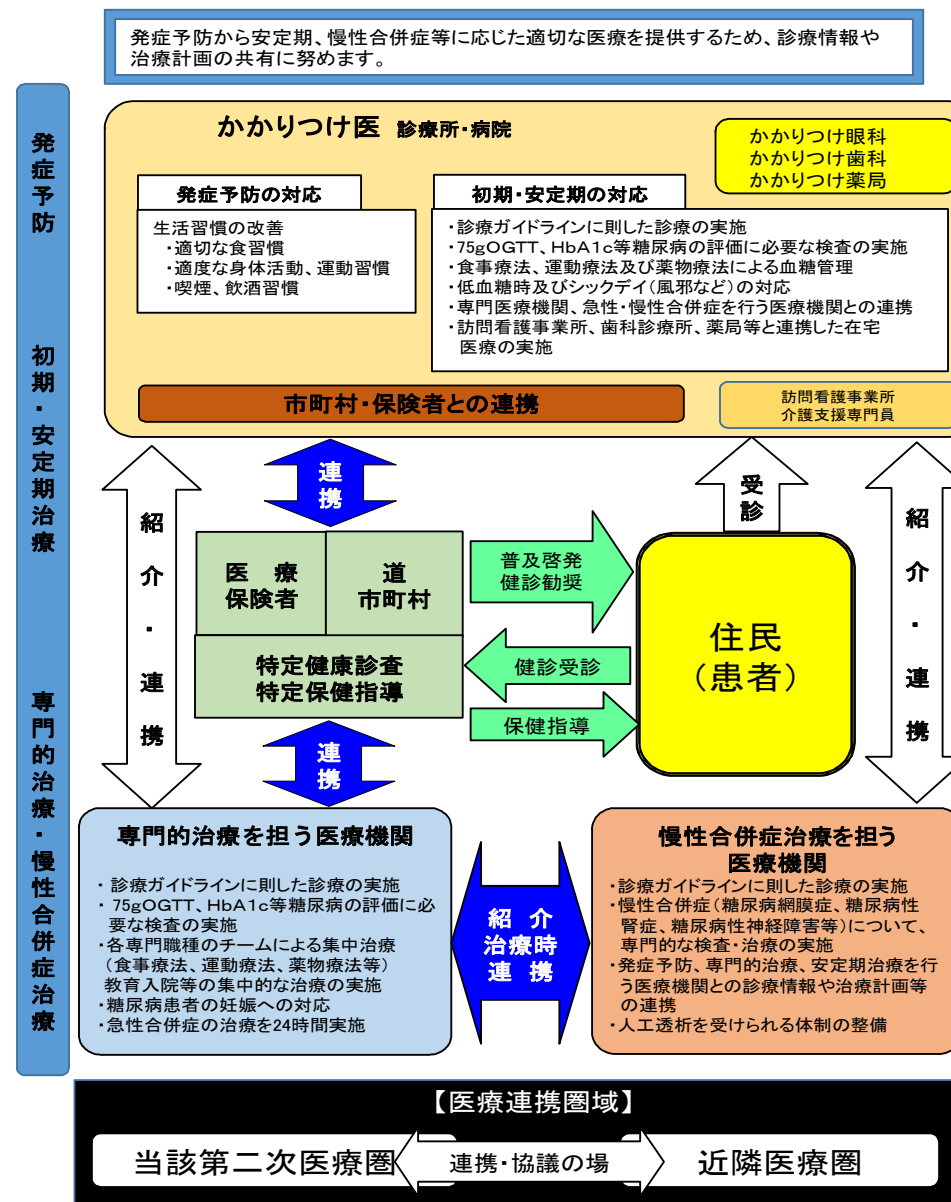 発症予防から安定期、慢性合併症等に応じた適切な医療を提供するため、診療情報や
治療計画の共有に努めます。
発症予防
初期・安定期治療
専門的治療・慢性合併症治療
かかりつけ医 診療所・病院
かかりつけ眼科
かかりつけ歯科
かかりつけ薬局
発症予防の対応
生活習慣の改善
・適切な食習慣
・適度な身体活動、運動習慣
・喫煙、飲酒習慣
初期・安定期の対応
・診療ガイドラインに則した診療の実施
・75gOGTT、HbA1c等糖尿病の評価に必要な検査の実施
・食事療法、運動療法及び薬物療法による血糖管理
・低血糖時及びシックデイ(風邪など)の対応
・専門医療機関、急性・慢性合併症を行う医療機関との連携
・訪問看護事業所、歯科診療所、薬局等と連携した在宅
医療の実施
市町村・保険者との連携
訪問看護事業所
介護支援専門員
紹介・連携
連携
受診
紹介・連携
医 療
保険者
道
市町村
特定健康診査
特定保健指導
普及啓発
健診勧奨
健診受診
保健指導
住民
(患者)
連携
専門的治療を担う医療機関
・診療ガイドラインに則した診療の実施
・75gOGTT、HbA1c等糖尿病の評価に必
要な検査の実施
・各専門職種のチームによる集中治療
(食事療法、運動療法、薬物療法等)
教育入院等の集中的な治療の実施
・糖尿病患者の妊娠への対応
・急性合併症の治療を24時間実施
紹 介
治療時
連 携
慢性合併症治療を担う
医療機関
・診療ガイドラインに則した診療の実施
・慢性合併症(糖尿病網膜症、糖尿病性
腎症、糖尿病性神経障害等)について、
専門的な検査・治療の実施
・発症予防、専門的治療、安定期治療を行
う医療機関との診療情報や治療計画等
の連携
・人工透析を受けられる体制の整備
【医療連携圏域】
当該第二次医療圏
連携・協議の場
近隣医療圏